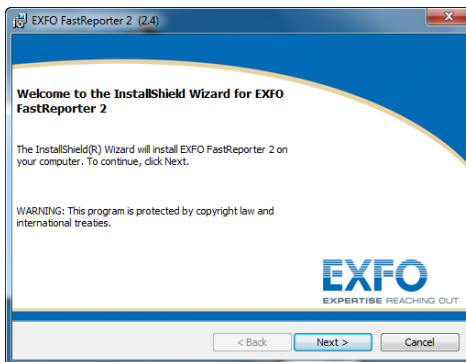 EXFO FastReporter 2 (2.4)
Welcome to the InstallShield Wizard for EXFO
FastReporter 2
The InstallShield(R) Wizard will install EXFO FastReporter 2 on
your computer. To continue, click Next.
WARNING: This program is protected by copyright law and
international treaties.
EXFO
EXPERTISE REACHING OUT
< Back
Next >
Cancel